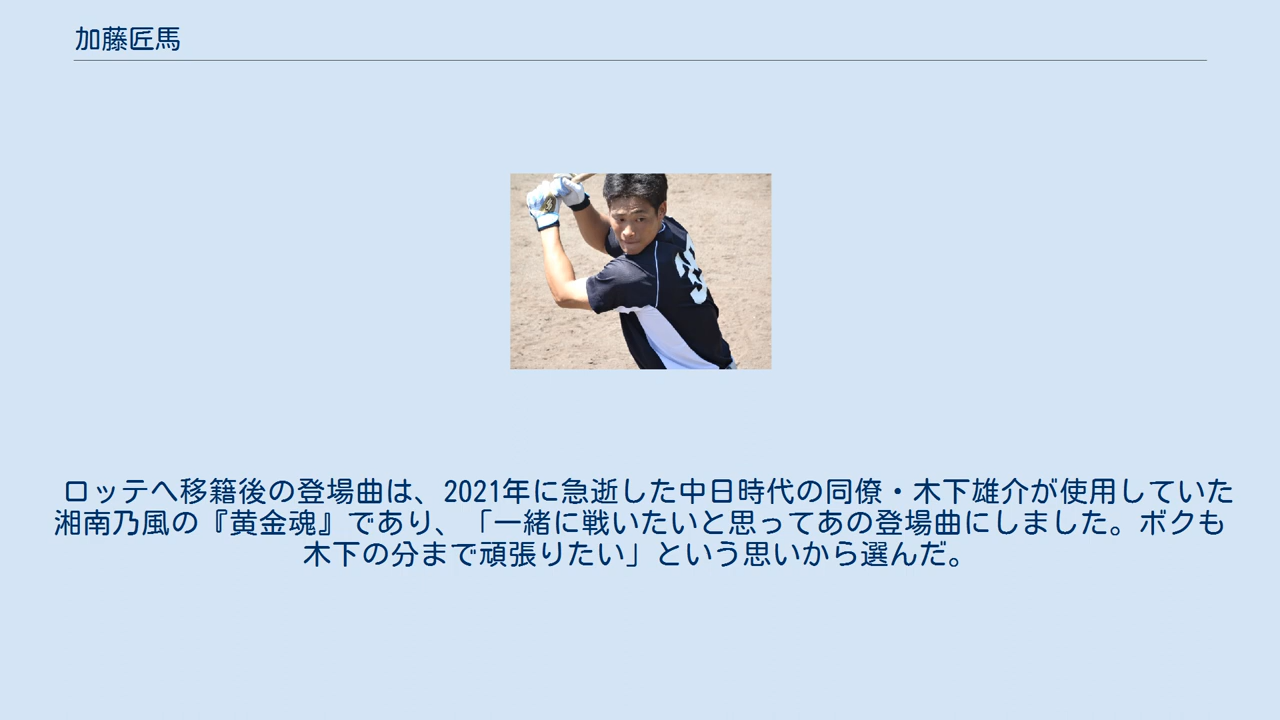 加藤匠馬
ロッテへ移籍後の登場曲は、2021年に急逝した中日時代の同僚・木下雄介が使用していた
湘南乃風の『黄金魂』であり、「一緒に戦いたいと思ってあの登場曲にしました。ボクも
木下の分まで頑張りたい」という思いから選んだ。